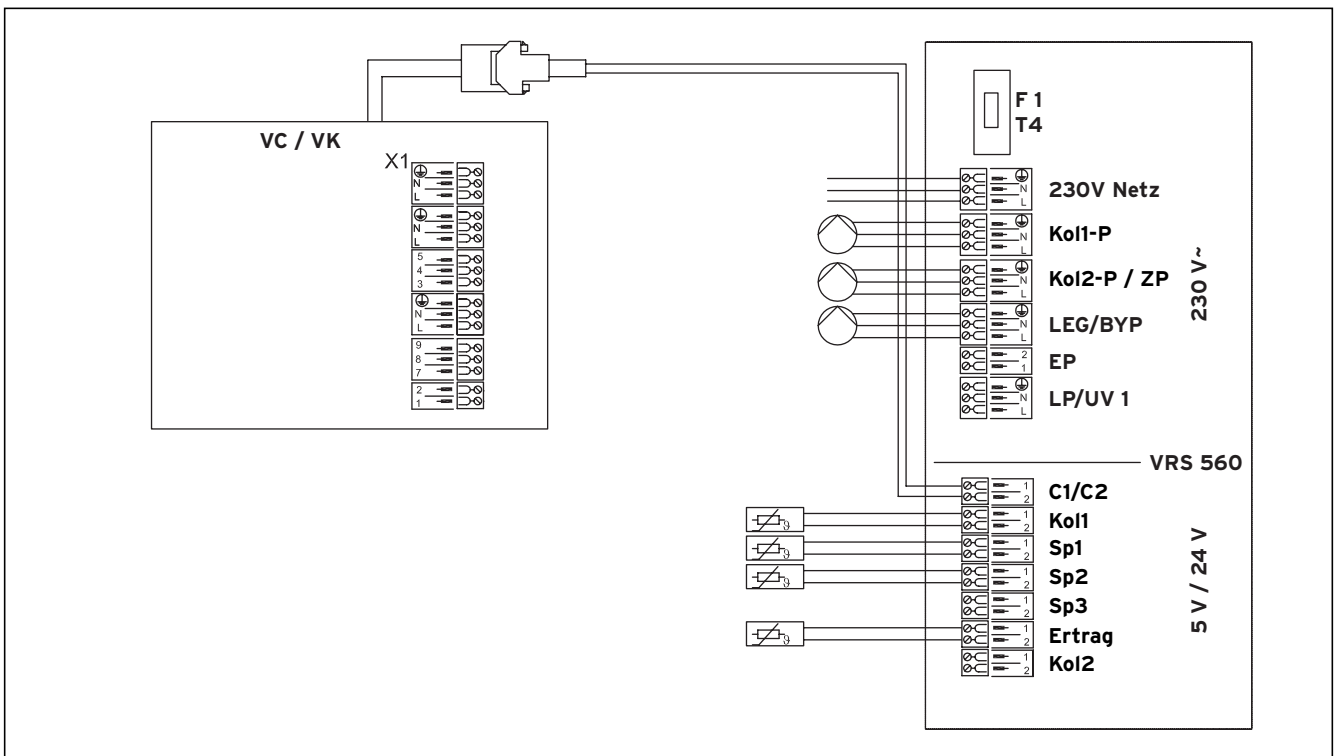 VC / VK
X1
N
L
N
L
5
4
3
N
L
9
8
7
2
1
F 1
T4
N
L
230V Netz
N
L
Kol1-P
N
L
Kol2-P / ZP
N
L
LEG/BYP
2
1
EP
N
L
LP/UV 1
230 V~
VRS 560
1
2
C1/C2
ϑ
1
2
Kol1
ϑ
1
2
Sp1
ϑ
1
2
Sp2
1
2
Sp3
ϑ
1
2
Ertrag
1
2
Kol2
5 V / 24 V